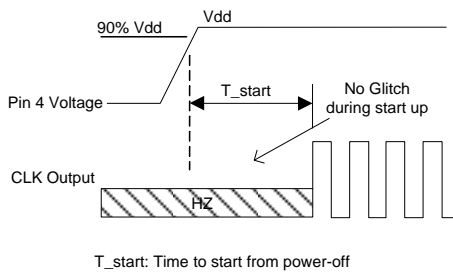 Vdd
90% Vdd
T_start
No Glitch
during start up
Pin 4 Voltage
CLK Output
HZ
T_start: Time to start from power-off